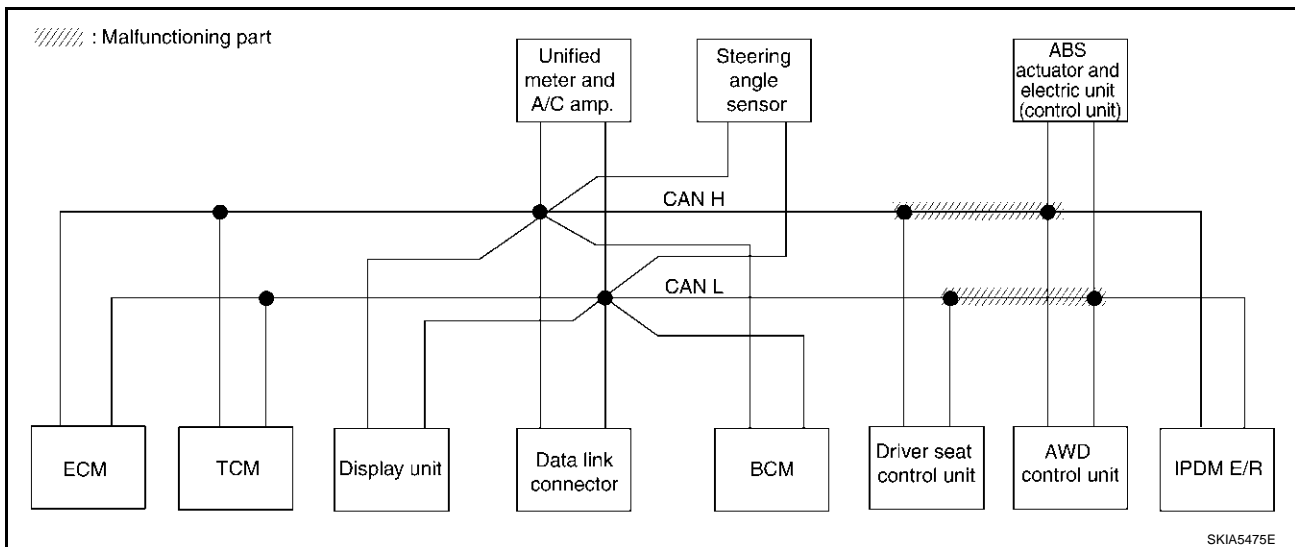 : Malfunctioning part
Unified
meter and
A/C amp.
Steering
angle
sensor
ABS
actuator and
electric unit
(control unit)
CAN H
CAN L
ECM
TCM
Display unit
Data link
connector
BCM
Driver seat
control unit
AWD
control unit
IPDM E/R
SKIA5475E